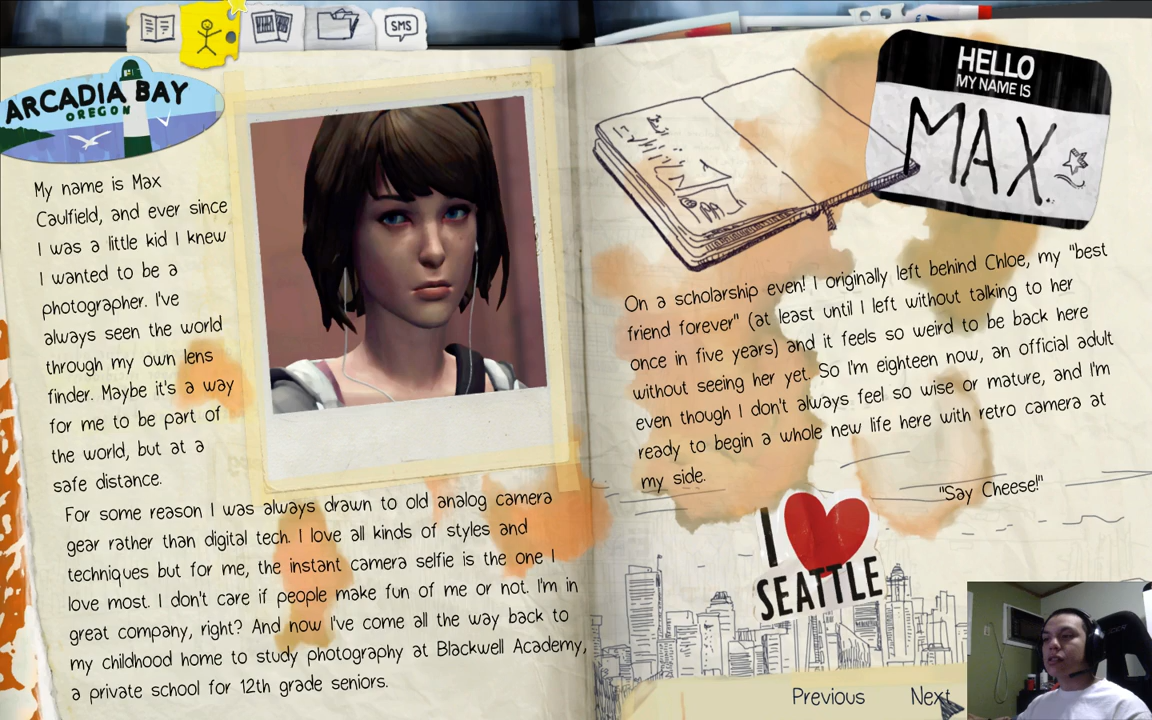 SMS
ARCADIA BAY
OREGON
My name is Max
Caulfield, and ever since
I was a little kid I knew
I wanted to be a
photographer. I've
always seen the world
through my own lens
finder. Maybe it's a way
for me to be part of
the world, but at a
safe distance.
For some reason I was always drawn to old analog camera
gear rather than digital tech. I love all kinds of styles and
techniques but for me, the instant camera selfie is the one I
love most. I don't care if people make fun of me or not. I'm in
great company, right? And now I've come all the way back to
my childhood home to study photography at Blackwell Academy,
a private school for 12th grade seniors.
HELLO
MY NAME IS
MAX
On a scholarship even! I originally left behind Chloe, my "best
friend forever" (at least until I left without talking to her
once in five years) and it feels so weird to be back here
without seeing her yet. So I'm eighteen now, an official adult
even though I don't always feel so wise or mature, and I'm
ready to begin a whole new life here with retro camera at
my side.
"Say Cheese!"
I
SEATTLE
Previous Next